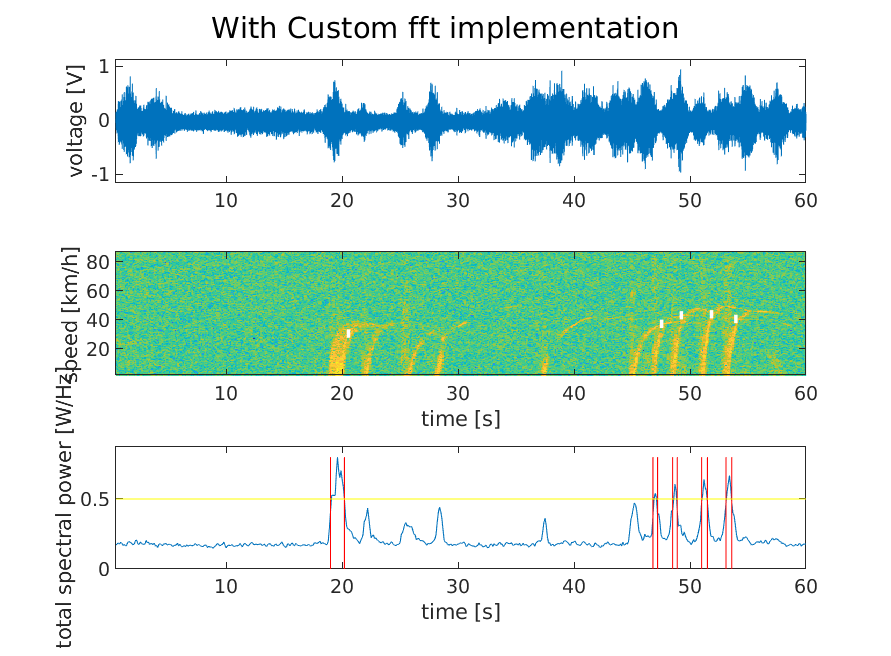 With Custom fft implementation
voltage [V]
1
0
-1
10 20 30 40 50 60
speed [km/h]
80
60
40
20
10 20 30 40 50 60
time [s]
total spectral power [W/Hz]
0.5
0
10 20 30 40 50 60
time [s]